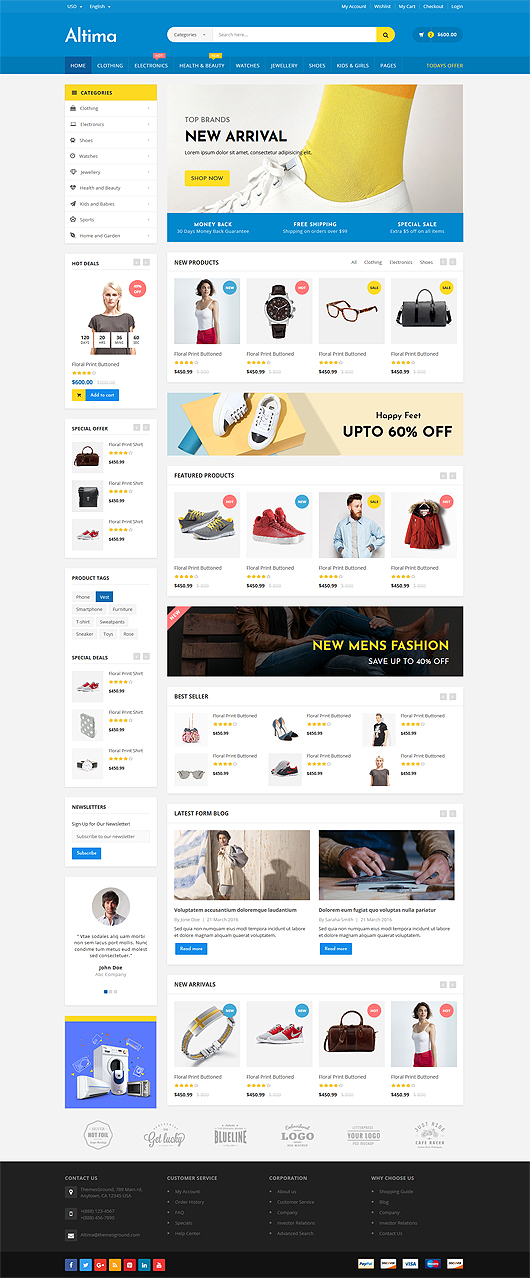 USD English
My Account Wishlist My Cart Checkout Login
Altima
Categories Search here...
2 $600.00
HOT
NEW
HOME CLOTHING ELECTRONICS HEALTH & BEAUTY WATCHES JEWELLERY SHOES KIDS & GIRLS PAGES TODAYS OFFER
CATEGORIES
Clothing
Electronics
Shoes
Watches
Jewellery
Health and Beauty
Kids and Babies
Sports
Home and Garden
TOP BRANDS
NEW ARRIVAL
Lorem ipsum dolor sit amet, consectetur adipisicing elit.
SHOP NOW
MONEY BACK
30 Days Money Back Guarantee
FREE SHIPPING
Shipping on orders over $99
SPECIAL SALE
Extra $5 off on all items
HOT DEALS
120 20 36 60
DAYS HRS MINS SEC
Floral Print Buttoned
$600.00
Add to cart
NEW PRODUCTS
All Clothing Electronics Shoes
NEW HOT SALE SALE
Floral Print Buttoned Floral Print Buttoned Floral Print Buttoned Floral Print Buttoned
$450.99 $450.99 $450.99 $450.99
Happy Feet
UPTO 60% OFF
SPECIAL OFFER
Floral Print Shirt
$450.99
Floral Print Shirt
$450.99
Floral Print Shirt
$450.99
FEATURED PRODUCTS
HOT NEW SALE HOT
Floral Print Buttoned Floral Print Buttoned Floral Print Buttoned Floral Print Buttoned
$450.99 $450.99 $450.99 $450.99
PRODUCT TAGS
Phone Vest
Smartphone Furniture
T-shirt Sweatpants
Sneaker Toys Rose
NEW
NEW MENS FASHION
SAVE UP TO 40% OFF
SPECIAL DEALS
Floral Print Shirt
$450.99
Floral Print Shirt
$450.99
Floral Print Shirt
$450.99
BEST SELLER
Floral Print Buttoned Floral Print Buttoned Floral Print Buttoned
$450.99 $450.99 $450.99
Floral Print Buttoned Floral Print Buttoned Floral Print Buttoned
$450.99 $450.99 $450.99
NEWSLETTERS
Sign Up for Our Newsletter:
Subscribe to our newsletter
Subscribe
LATEST FORM BLOG
Voluptatem accusantium doloremque laudantium
By Jone Doe | 21 March 2016
Sed quia non numquam eius modi tempora incidunt ut labore et dolore magnam aliquam quaerat voluptatem.
Read more
Dolorem eum fugiat quo voluptas nulla pariatur
By Saraha Smith | 21 March 2016
Sed quia non numquam eius modi tempora incidunt ut labore et dolore magnam aliquam quaerat voluptatem.
Read more
" Vtae sodales aliq uam morbi
non sem lacus port mollis. Nunc
condime tum metus eud molest
sed consectetuer."
John Doe
Abc Company
NEW ARRIVALS
NEW NEW HOT HOT
Floral Print Buttoned Floral Print Buttoned Floral Print Buttoned Floral Print Buttoned
$450.99 $450.99 $450.99 $450.99
HOT FOIL
Get lucky
BLUELINE
LOGO
YOUR LOGO
JUST RIDE
CAFE RACER
CONTACT US
ThemesGround, 789 Main rd,
Anytown, CA 12345 USA
+(888) 123-4567
+(888) 456-7890
Altima@themesground.com
CUSTOMER SERVICE
My Account
Order History
FAQ
Specials
Help Center
CORPORATION
About us
Customer Service
Company
Investor Relations
Advanced Search
WHY CHOOSE US
Shopping Guide
Blog
Company
Investor Relations
Contact Us
PayPal DISCOVER VISA